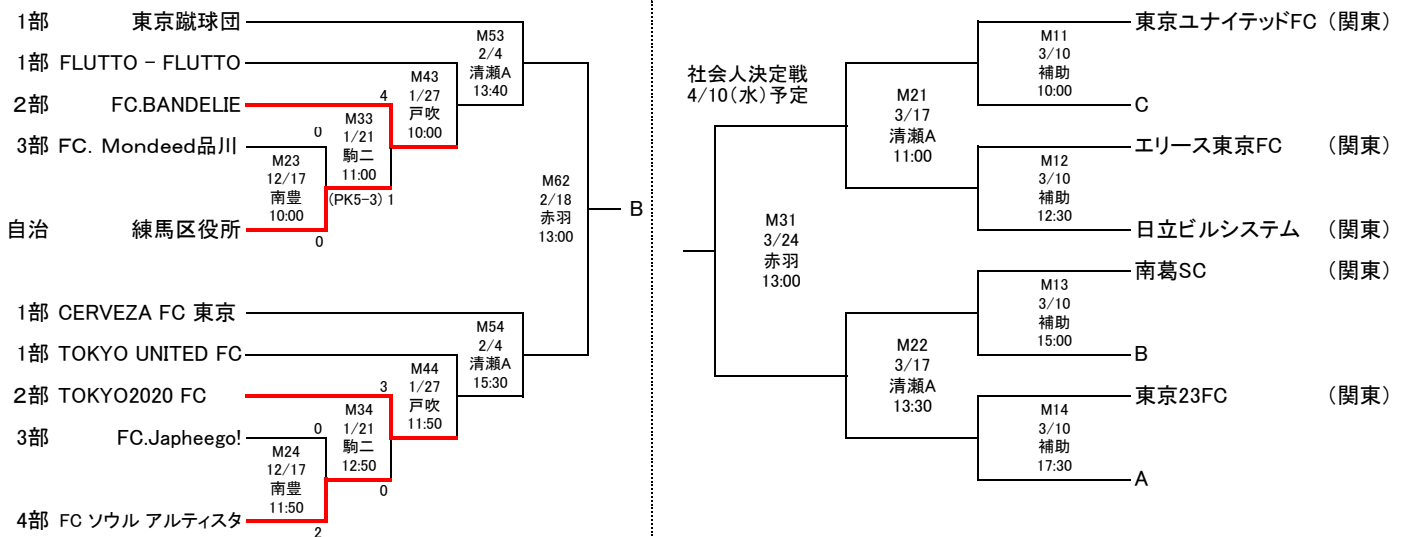 1部 東京蹴球団
M53
2/4
清瀬A
13:40
1部 FLUTTO － FLUTTO
M43
1/27
戸吹
10:00
2部 FC.BANDELIE
4
M33
1/21
駒二
11:00
0
3部 FC．Mondeed品川
M23
12/17
南豊
10:00
(PK5-3) 1
自治 練馬区役所
0
M62
2/18
赤羽
13:00
B
1部 CERVEZA FC 東京
M54
2/4
清瀬A
15:30
1部 TOKYO UNITED FC
M44
1/27
戸吹
11:50
2部 TOKYO2020 FC
3
M34
1/21
駒二
12:50
3部 FC.Japheego!
0
M24
12/17
南豊
11:50
0
4部 FC ソウル アルティスタ
2
社会人決定戦
4/10(水)予定
東京ユナイテッドFC （関東）
M11
3/10
補助
10:00
C
M21
3/17
清瀬A
11:00
エリース東京FC （関東）
M12
3/10
補助
12:30
日立ビルシステム （関東）
M31
3/24
赤羽
13:00
南葛SC （関東）
M13
3/10
補助
15:00
B
M22
3/17
清瀬A
13:30
東京23FC （関東）
M14
3/10
補助
17:30
A